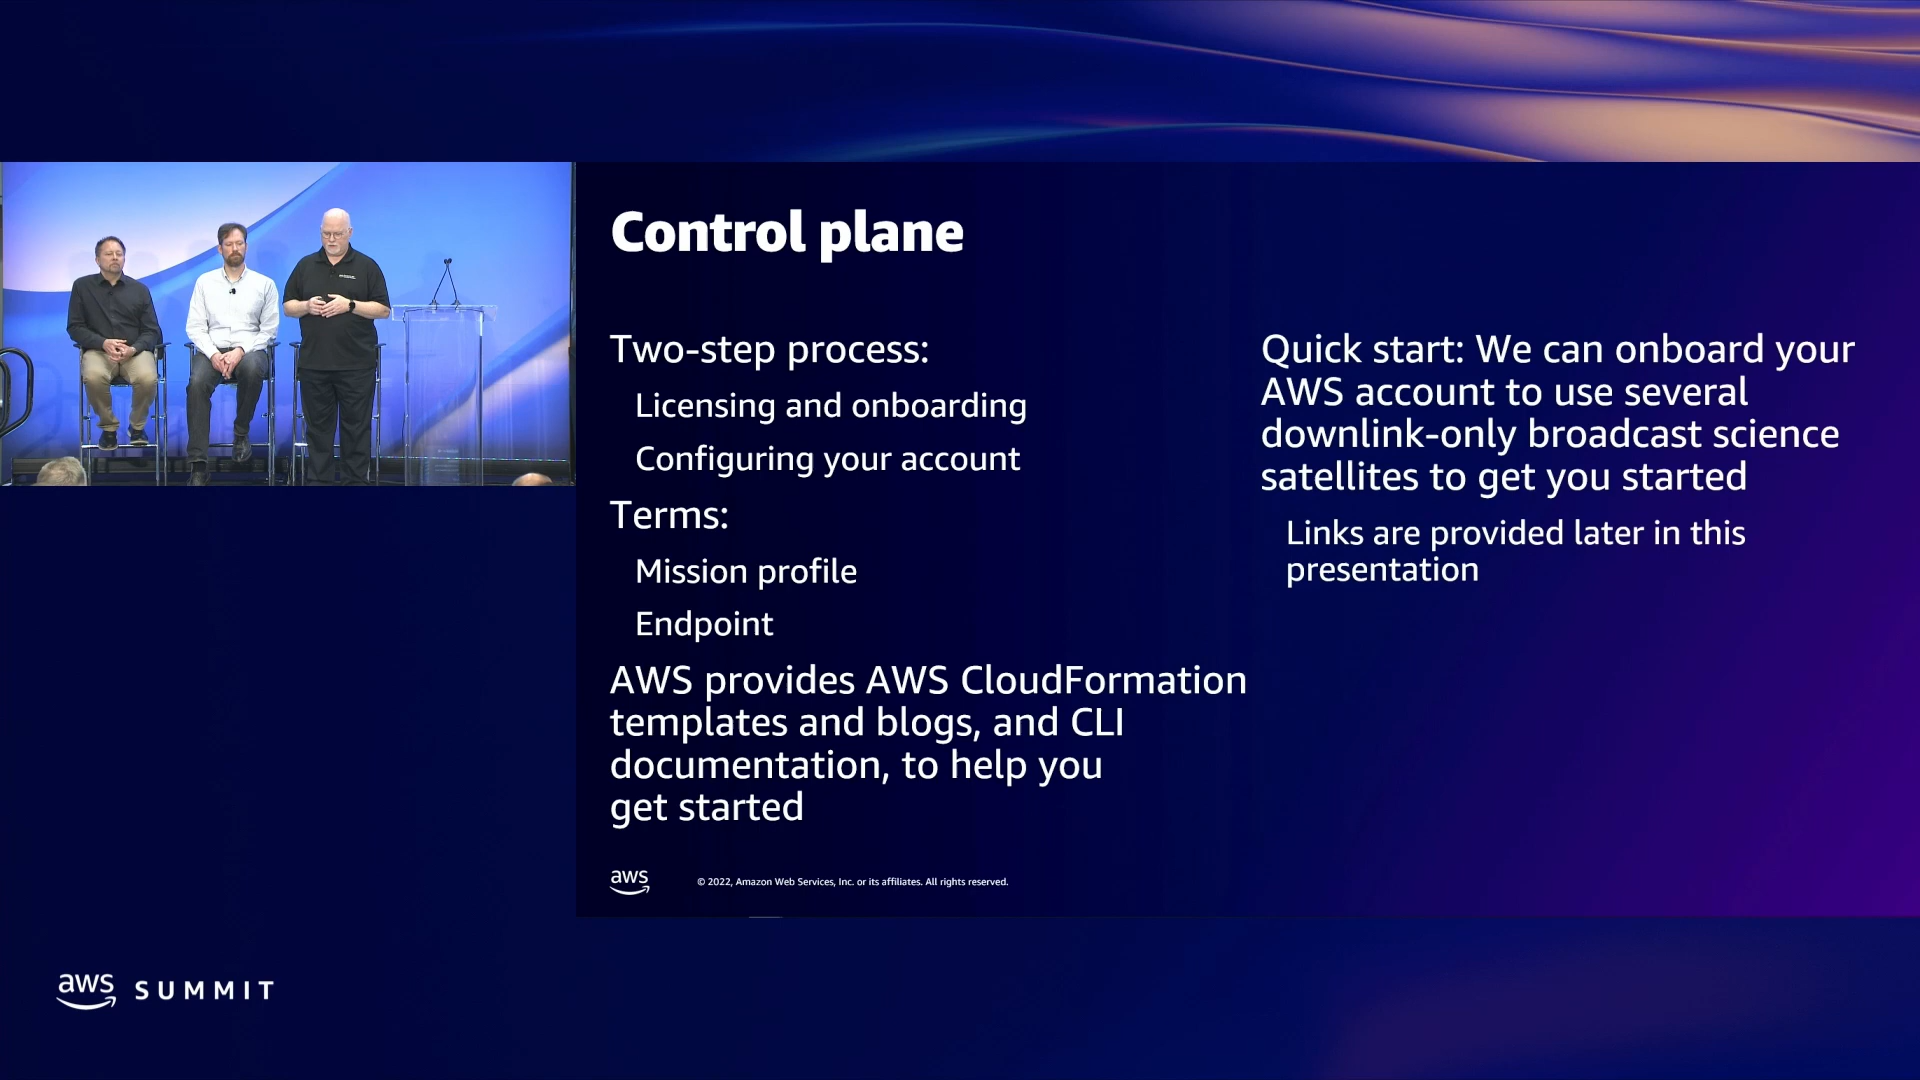 Control plane
Two-step process:
Licensing and onboarding
Configuring your account
Terms:
Mission profile
Endpoint
AWS provides AWS CloudFormation
templates and blogs, and CLI
documentation, to help you
get started
Quick start: We can onboard your
AWS account to use several
downlink-only broadcast science
satellites to get you started
Links are provided later in this
presentation
aws
© 2022, Amazon Web Services, Inc. or its affiliates. All rights reserved.
aws SUMMIT